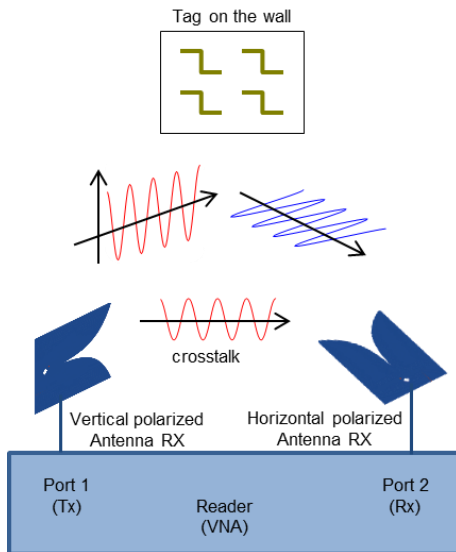 Tag on the wall
crosstalk
Vertical polarized
Antenna RX
Horizontal polarized
Antenna RX
Port 1
(Tx)
Reader
(VNA)
Port 2
(Rx)